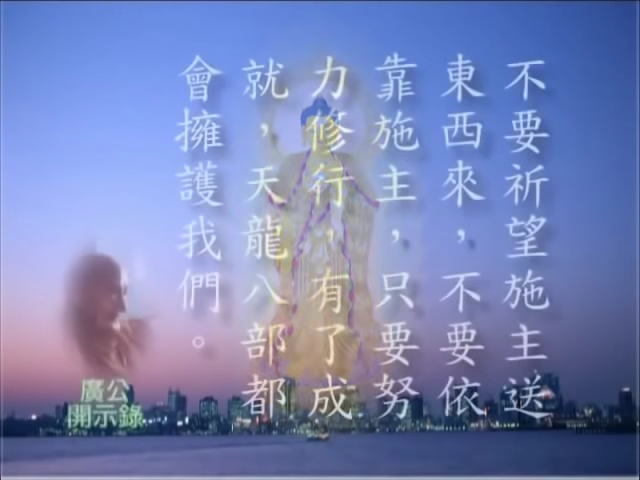 不要祈望施主送
東西來，不要依
靠施主，只要努
力修行，有了成
就，天龍八部都
會擁護我們。
廣公
開示錄